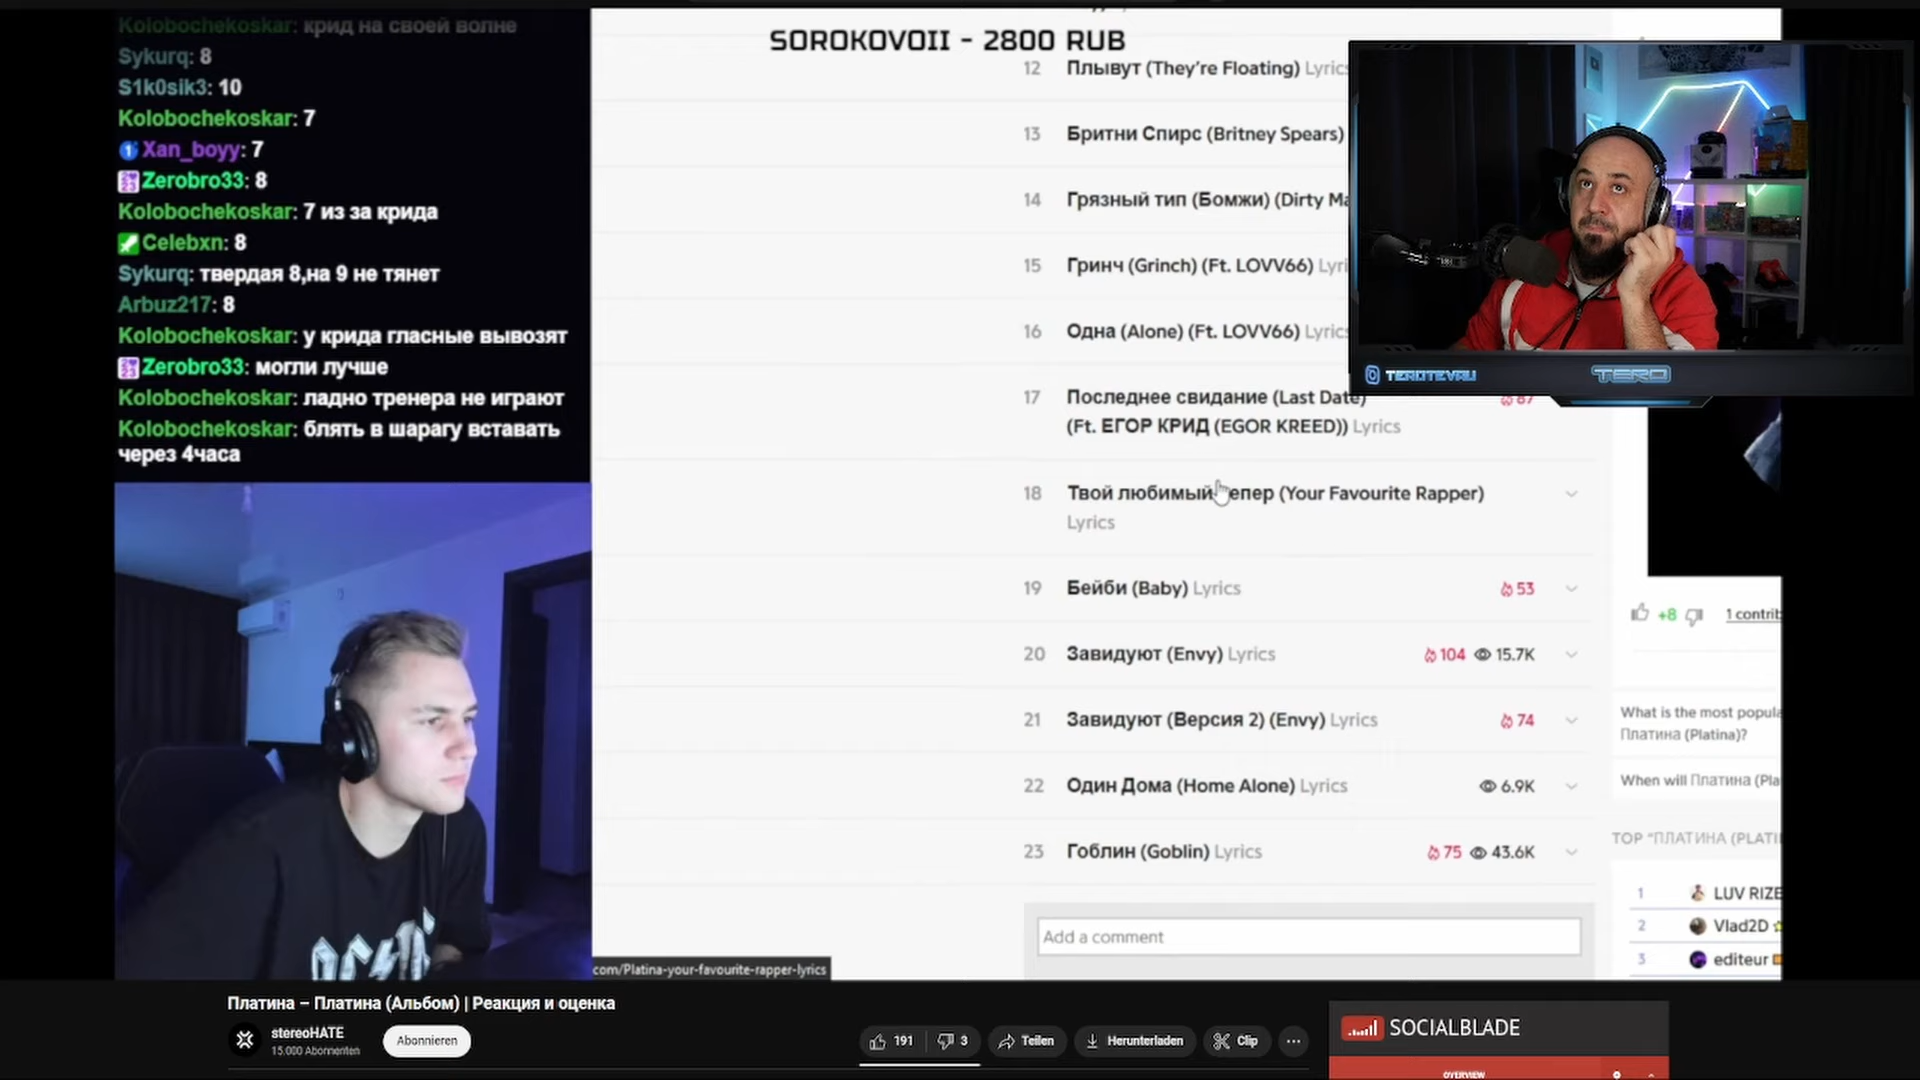 Kolobochekoskar: крид на своей волне
Sykurq: 8
S1k0sik3: 10
Kolobochekoskar: 7
Xan_boyy: 7
Zerobro33: 8
Kolobochekoskar: 7 из за крида
Celebxn: 8
Sykurq: твердая 8,на 9 не тянет
Arbuz217: 8
Kolobochekoskar: у крида гласные вывозят
Zerobro33: могли лучше
Kolobochekoskar: ладно тренера не играют
Kolobochekoskar: блять в шарагу вставать
через 4часа
SOROKOVOII - 2800 RUB
12 Плывут (They're Floating) Lyrics
13 Бритни Спирс (Britney Spears)
14 Грязный тип (Бомжи) (Dirty Ma
15 Гринч (Grinch) (Ft. LOVV66) Lyri
16 Одна (Alone) (Ft. LOVV66) Lyrics
17 Последнее свидание (Last Date) 87
(Ft. ЕГОР КРИД (EGOR KREED)) Lyrics
18 Твой любимый епер (Your Favourite Rapper)
Lyrics
19 Бейби (Baby) Lyrics 53
20 Завидуют (Envy) Lyrics 104 15.7K
21 Завидуют (Версия 2) (Envy) Lyrics 74
22 Один Дома (Home Alone) Lyrics 6.9K
23 Гоблин (Goblin) Lyrics 75 43.6K
Add a comment
com/Platina-your-favourite-rapper-lyrics
TEROTEVAU
TERO
+8 1 contrib
What is the most popula
Платина (Platina)?
When will Платина (Pla
TOP "ПЛАТИНА (PLATI
1 LUV RIZE
2 Vlad2D
3 editeur
Платина – Платина (Альбом) | Реакция и оценка
stereoHATE
15.000 Abonnenten
Abonnieren
191 3 Teilen Herunterladen Clip ...
SOCIALBLADE
OVERVIEW